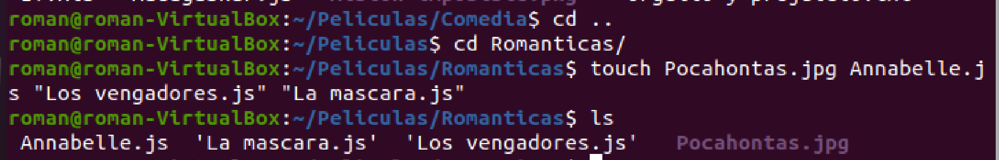 roman@roman-VirtualBox:~/Peliculas/Comedia$ cd ..
roman@roman-VirtualBox:~/Peliculas$ cd Romanticas/
roman@roman-VirtualBox:~/Peliculas/Romanticas$ touch Pocahontas.jpg Annabelle.j
s "Los vengadores.js" "La mascara.js"
roman@roman-VirtualBox:~/Peliculas/Romanticas$ ls
Annabelle.js 'La mascara.js' 'Los vengadores.js' Pocahontas.jpg